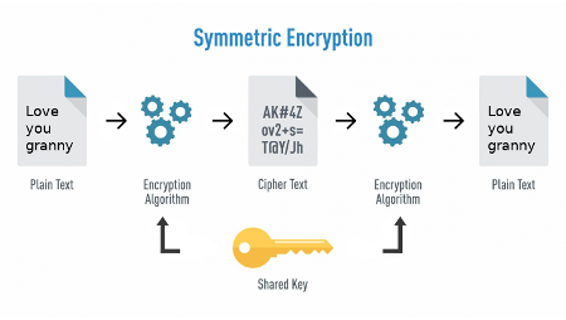 Symmetric Encryption
Love
you
granny
AK#4Z
ov2+s=
T@Y/Jh
Love
you
granny
Plain Text
Encryption
Algorithm
Cipher Text
Encryption
Algorithm
Plain Text
Shared Key